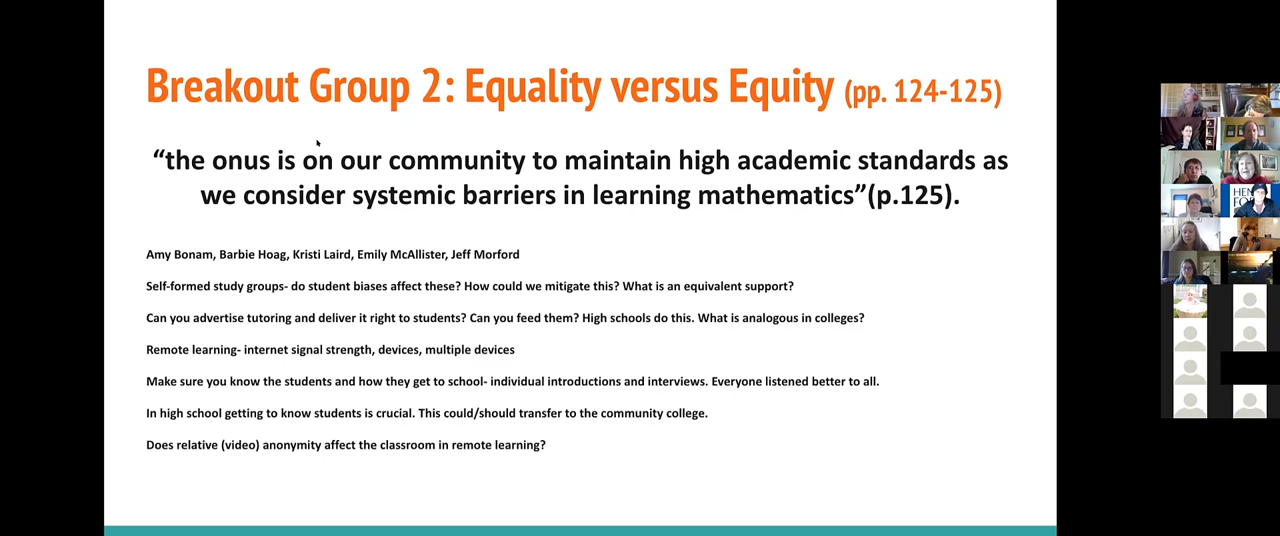 Breakout Group 2: Equality versus Equity (pp. 124-125)
“the onus is on our community to maintain high academic standards as
we consider systemic barriers in learning mathematics”(p.125).
Amy Bonam, Barbie Hoag, Kristi Laird, Emily McAllister, Jeff Morford
Self-formed study groups- do student biases affect these? How could we mitigate this? What is an equivalent support?
Can you advertise tutoring and deliver it right to students? Can you feed them? High schools do this. What is analogous in colleges?
Remote learning- internet signal strength, devices, multiple devices
Make sure you know the students and how they get to school- individual introductions and interviews. Everyone listened better to all.
In high school getting to know students is crucial. This could/should transfer to the community college.
Does relative (video) anonymity affect the classroom in remote learning?